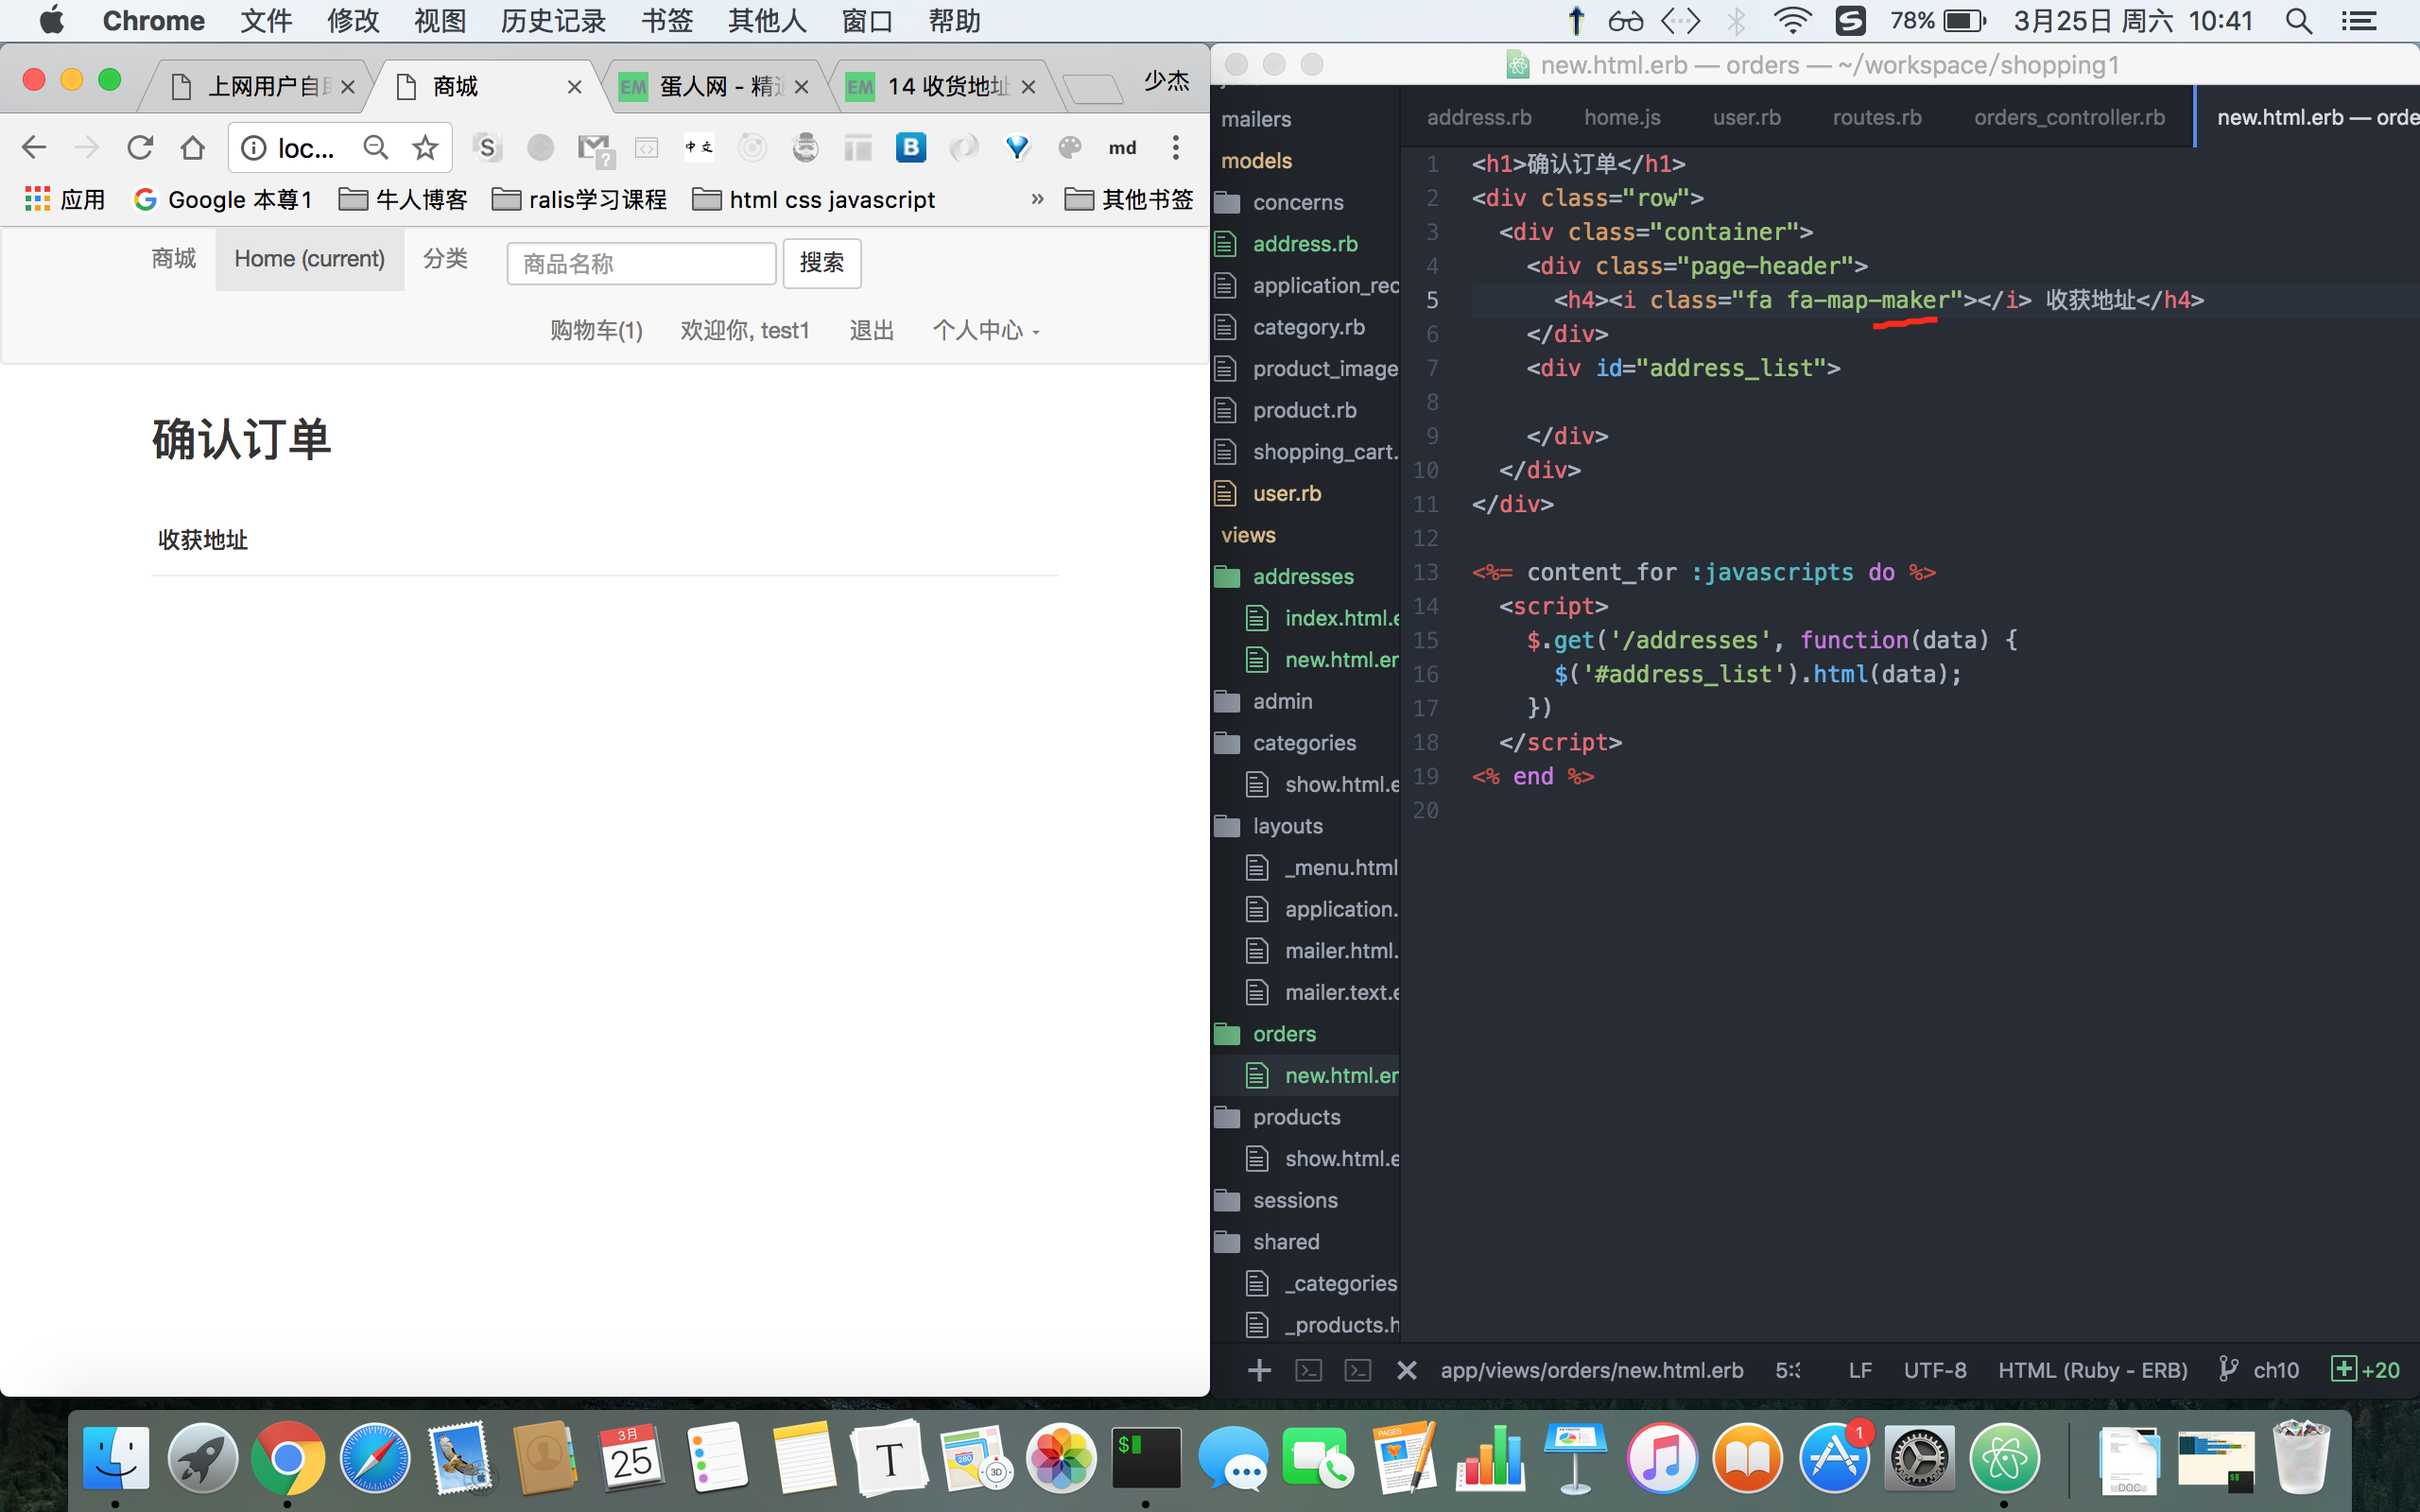 Chrome 文件 修改 视图 历史记录 书签 其他人 窗口 帮助 78% 3月25日 周六 10:41
上网用户自助 商城 EM 蛋人网 - 精通 EM 14 收货地址 少杰
loc... S 中文 B md
应用 Google 本尊1 牛人博客 ralis学习课程 html css javascript » 其他书签
商城 Home (current) 分类 商品名称 搜索
购物车(1) 欢迎你, test1 退出 个人中心
确认订单
收获地址
new.html.erb — orders — ~/workspace/shopping1
mailers
models
concerns
address.rb
application_rec
category.rb
product_image
product.rb
shopping_cart.
user.rb
views
addresses
index.html.e
new.html.er
admin
categories
show.html.e
layouts
_menu.html
application.
mailer.html.
mailer.text.e
orders
new.html.er
products
show.html.e
sessions
shared
_categories
_products.h
address.rb home.js user.rb routes.rb orders_controller.rb new.html.erb — orde
1 <h1>确认订单</h1>
2 <div class="row">
3 <div class="container">
4 <div class="page-header">
5 <h4><i class="fa fa-map-maker"></i> 收获地址</h4>
6 </div>
7 <div id="address_list">
8
9 </div>
10 </div>
11 </div>
12
13 <%= content_for :javascripts do %>
14 <script>
15 $.get('/addresses', function(data) {
16 $('#address_list').html(data);
17 })
18 </script>
19 <% end %>
20
app/views/orders/new.html.erb 5:3 LF UTF-8 HTML (Ruby - ERB) ch10 +20
3月
25
T
280
3D
$
PAGES
1
DOC